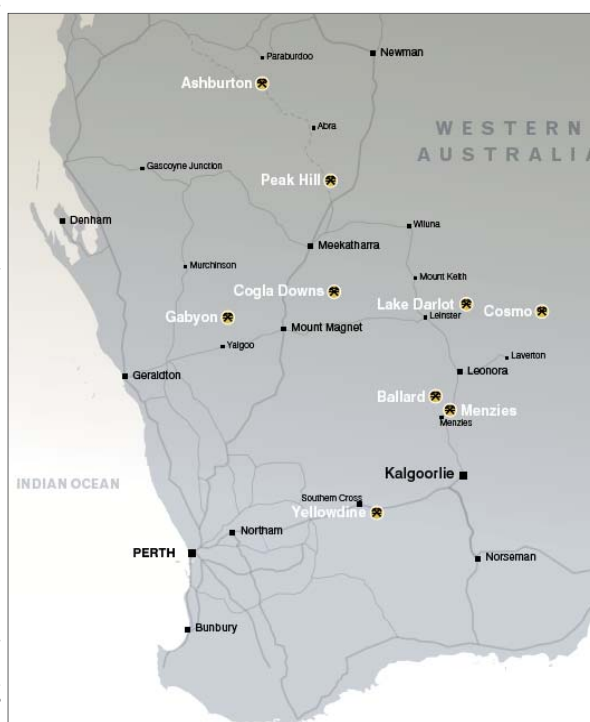 Newman
Paraburdoo
Ashburton
Abra
WESTERN
AUSTRALIA
Gascoyne Junction
Peak Hill
Denham
Wiluna
Meekatharra
Murchinson
Mount Keith
Cogla Downs
Lake Darlot
Cosmo
Gabyon
Leinster
Mount Magnet
Yalgoo
Laverton
Leonora
Geraldton
Ballard
Menzies
Menzies
Kalgoorlie
INDIAN OCEAN
Southern Cross
Yellowdine
Northam
PERTH
Norseman
Bunbury